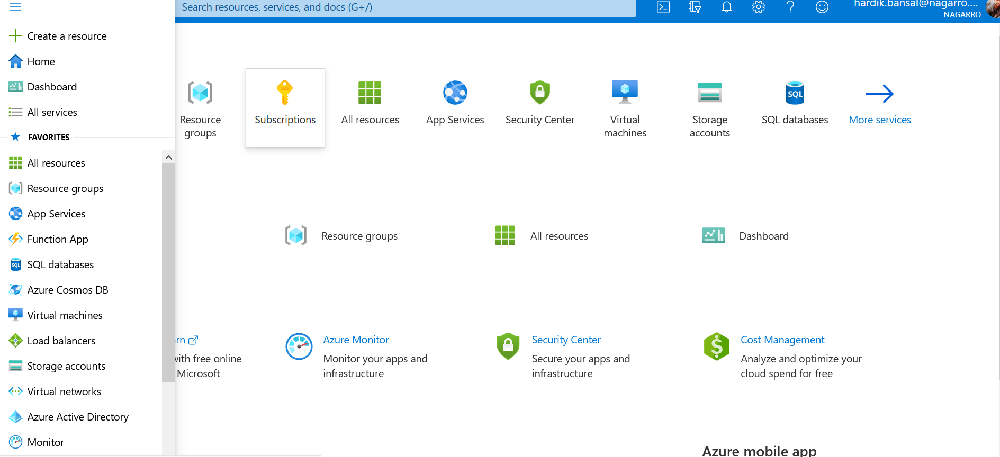 Search resources, services, and docs (G+/)
hardik.bansal@nagarro....
NAGARRO
Create a resource
Home
Dashboard
All services
FAVORITES
All resources
Resource groups
App Services
Function App
SQL databases
Azure Cosmos DB
Virtual machines
Load balancers
Storage accounts
Virtual networks
Azure Active Directory
Monitor
Resource
groups
Subscriptions
All resources
App Services
Security Center
Virtual
machines
Storage
accounts
SQL databases
More services
Resource groups
All resources
Dashboard
rn
with free online
Microsoft
Azure Monitor
Monitor your apps and
infrastructure
Security Center
Secure your apps and
infrastructure
Cost Management
Analyze and optimize your
cloud spend for free
Azure mobile app